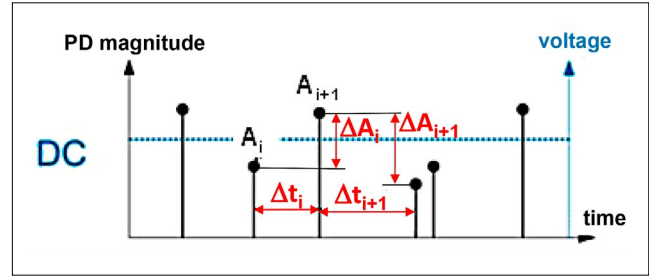 PD magnitude voltage
A i+1
ΔA i ΔA i+1
A i
DC
Δt i Δt i+1
time